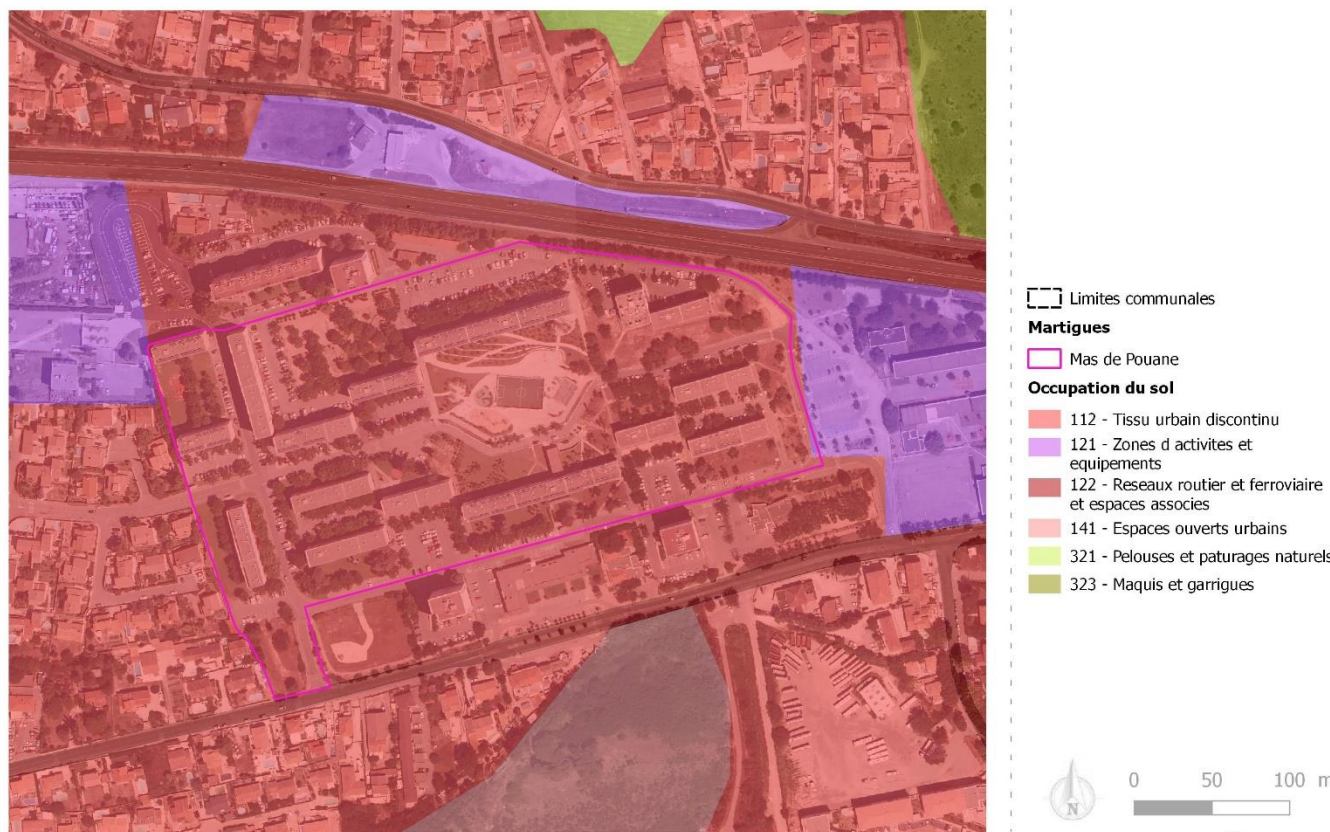 Limites communales
Martigues
Mas de Pouane
Occupation du sol
112 - Tissu urbain discontinu
121 - Zones d activites et
equipements
122 - Reseaux routier et ferroviaire
et espaces associes
141 - Espaces ouverts urbains
321 - Pelouses et paturages naturels
323 - Maquis et garrigues
N
0 50 100 m